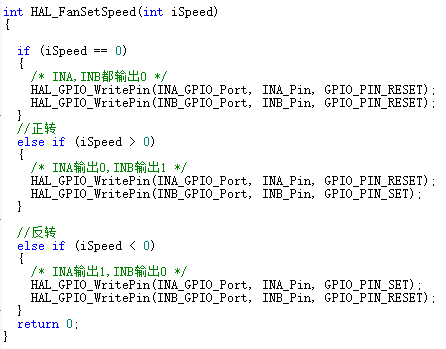 int HAL_FanSetSpeed(int iSpeed)
{
if (iSpeed == 0)
{
/* INA,INB都输出0 */
HAL_GPIO_WritePin(INA_GPIO_Port, INA_Pin, GPIO_PIN_RESET);
HAL_GPIO_WritePin(INB_GPIO_Port, INB_Pin, GPIO_PIN_RESET);
}
//正转
else if (iSpeed > 0)
{
/* INA输出0,INB输出1 */
HAL_GPIO_WritePin(INA_GPIO_Port, INA_Pin, GPIO_PIN_RESET);
HAL_GPIO_WritePin(INB_GPIO_Port, INB_Pin, GPIO_PIN_SET);
}
//反转
else if (iSpeed < 0)
{
/* INA输出1,INB输出0 */
HAL_GPIO_WritePin(INA_GPIO_Port, INA_Pin, GPIO_PIN_SET);
HAL_GPIO_WritePin(INB_GPIO_Port, INB_Pin, GPIO_PIN_RESET);
}
return 0;
}